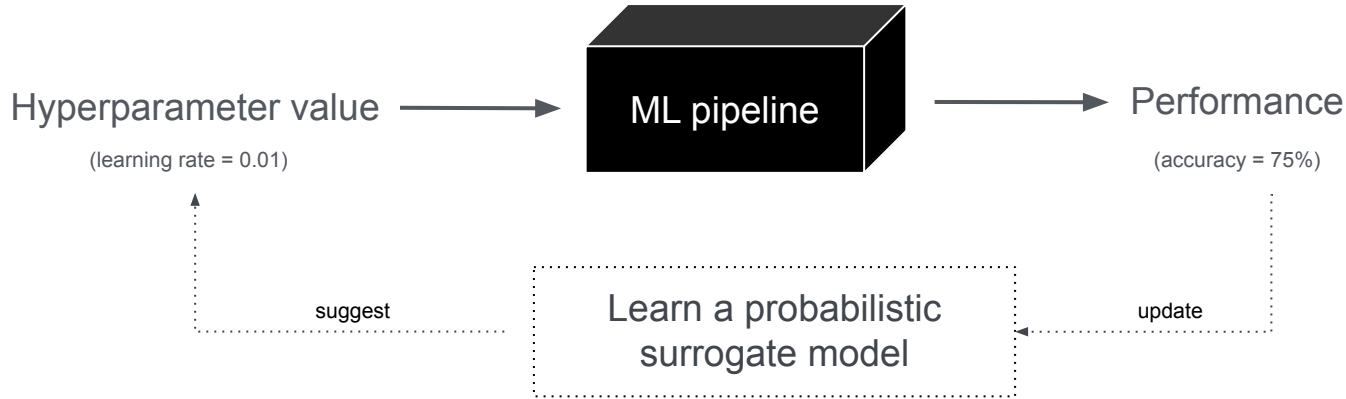 Hyperparameter value
(learning rate = 0.01)
ML pipeline
Performance
(accuracy = 75%)
suggest
Learn a probabilistic
surrogate model
update